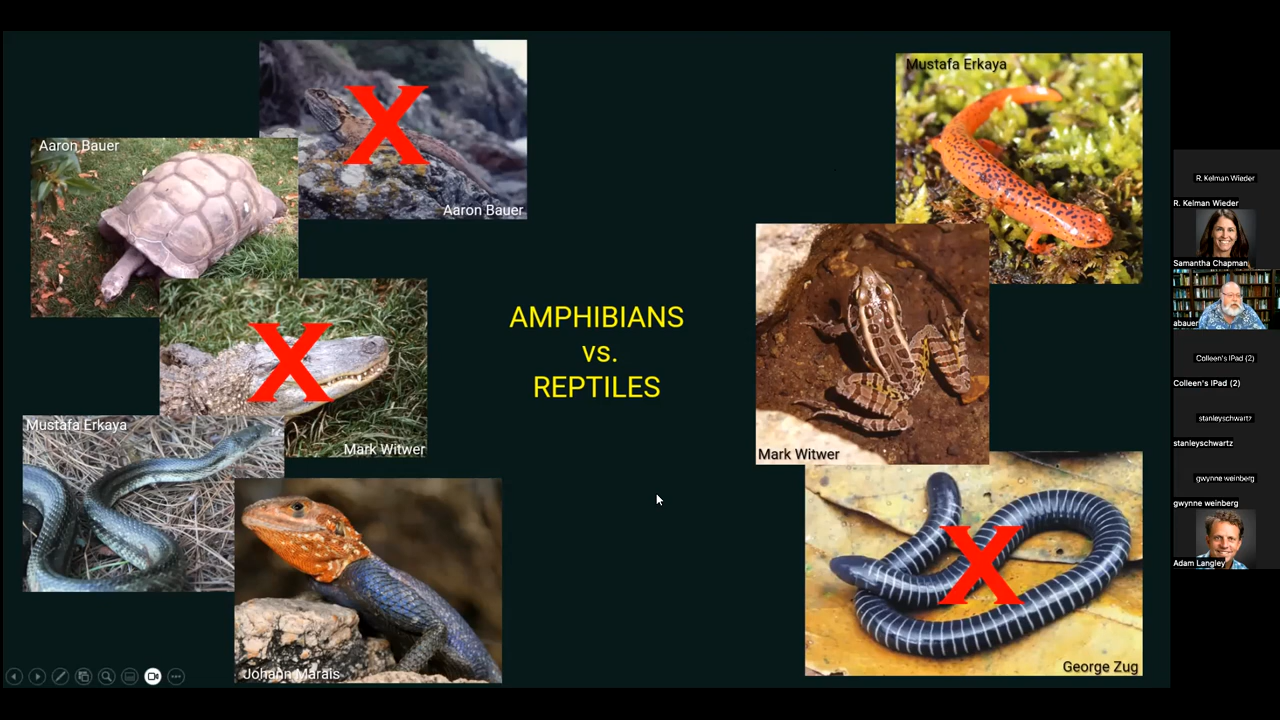 Aaron Bauer
X
Aaron Bauer
X
Mark Witwer
Mustafa Erkaya
Johann Marais
AMPHIBIANS
vs.
REPTILES
Mustafa Erkaya
Mark Witwer
X
George Zug
R. Kelman Wieder
R. Kelman Wieder
Samantha Chapman
abauer
Colleen's IPad (2)
Colleen's IPad (2)
stanleyschwartz
stanleyschwartz
gwynne weinberg
gwynne weinberg
Adam Langley